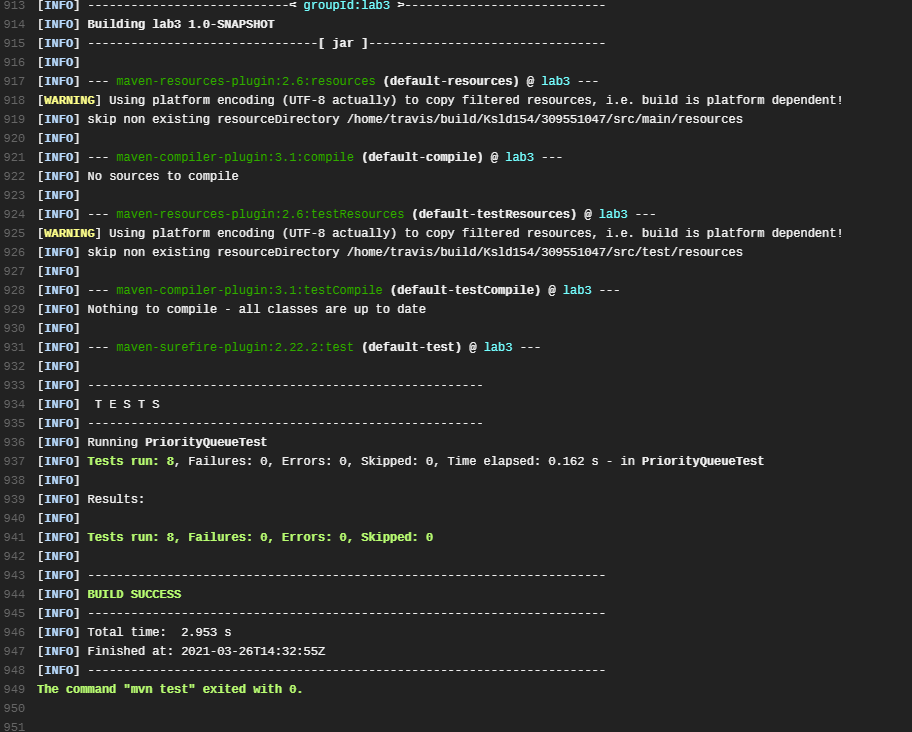 913 [INFO] ----------------------------< groupId:lab3 >----------------------------
914 [INFO] Building lab3 1.0-SNAPSHOT
915 [INFO] --------------------------------[ jar ]---------------------------------
916 [INFO]
917 [INFO] --- maven-resources-plugin:2.6:resources (default-resources) @ lab3 ---
918 [WARNING] Using platform encoding (UTF-8 actually) to copy filtered resources, i.e. build is platform dependent!
919 [INFO] skip non existing resourceDirectory /home/travis/build/Ksld154/309551047/src/main/resources
920 [INFO]
921 [INFO] --- maven-compiler-plugin:3.1:compile (default-compile) @ lab3 ---
922 [INFO] No sources to compile
923 [INFO]
924 [INFO] --- maven-resources-plugin:2.6:testResources (default-testResources) @ lab3 ---
925 [WARNING] Using platform encoding (UTF-8 actually) to copy filtered resources, i.e. build is platform dependent!
926 [INFO] skip non existing resourceDirectory /home/travis/build/Ksld154/309551047/src/test/resources
927 [INFO]
928 [INFO] --- maven-compiler-plugin:3.1:testCompile (default-testCompile) @ lab3 ---
929 [INFO] Nothing to compile - all classes are up to date
930 [INFO]
931 [INFO] --- maven-surefire-plugin:2.22.2:test (default-test) @ lab3 ---
932 [INFO]
933 [INFO] -------------------------------------------------------
934 [INFO]  T E S T S
935 [INFO] -------------------------------------------------------
936 [INFO] Running PriorityQueueTest
937 [INFO] Tests run: 8, Failures: 0, Errors: 0, Skipped: 0, Time elapsed: 0.162 s - in PriorityQueueTest
938 [INFO]
939 [INFO] Results:
940 [INFO]
941 [INFO] Tests run: 8, Failures: 0, Errors: 0, Skipped: 0
942 [INFO]
943 [INFO] ------------------------------------------------------------------------
944 [INFO] BUILD SUCCESS
945 [INFO] ------------------------------------------------------------------------
946 [INFO] Total time:  2.953 s
947 [INFO] Finished at: 2021-03-26T14:32:55Z
948 [INFO] ------------------------------------------------------------------------
949 The command "mvn test" exited with 0.
950
951